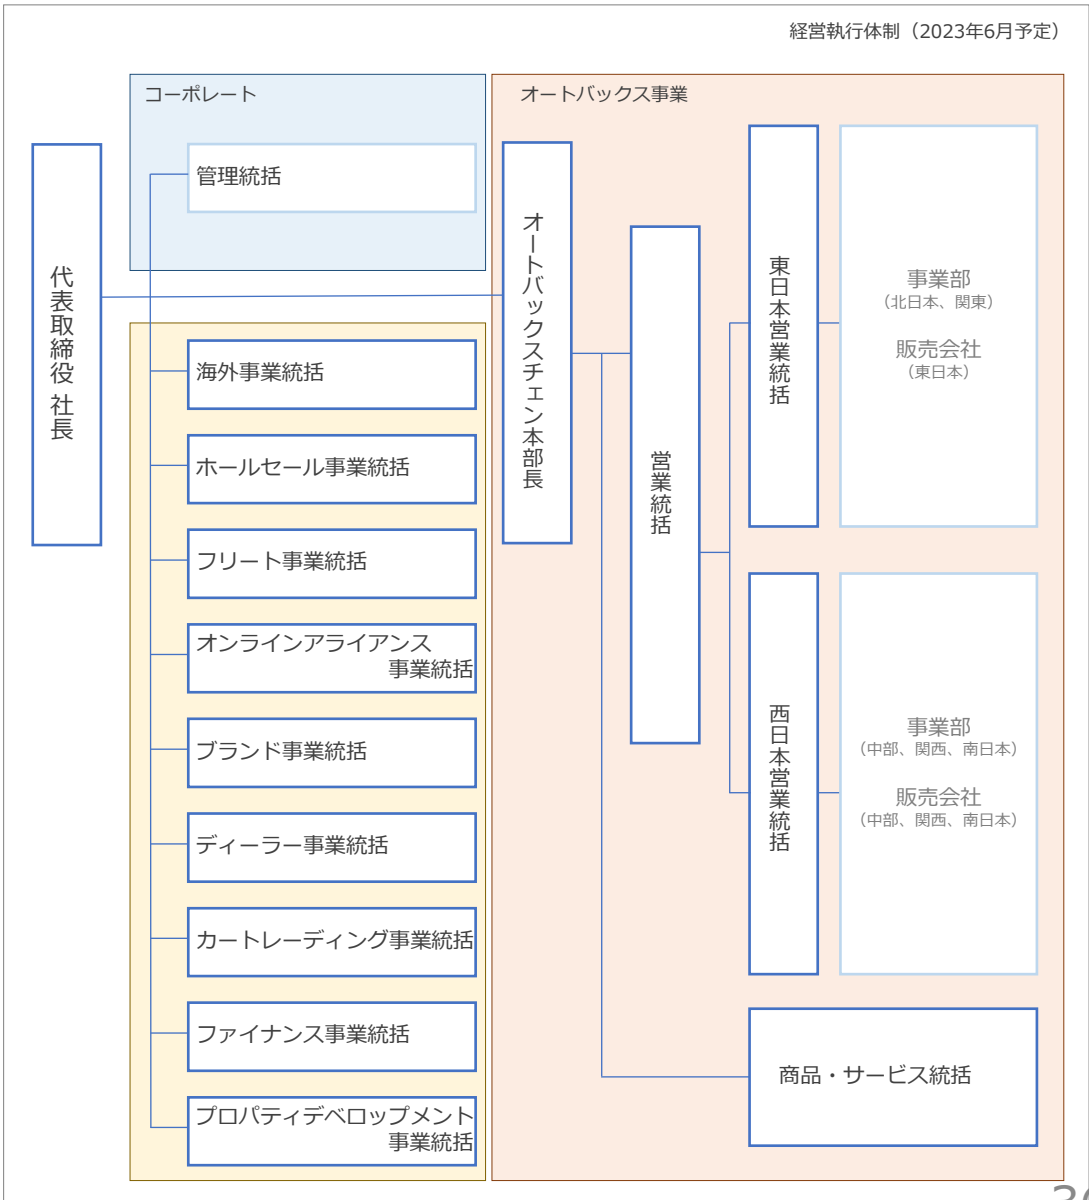 経営執行体制（2023年6月予定）
コーポレート
管理統括
代表取締役 社長
海外事業統括
ホールセール事業統括
フリート事業統括
オンラインアライアンス
事業統括
ブランド事業統括
ディーラー事業統括
カートレーディング事業統括
ファイナンス事業統括
プロパティデベロップメント
事業統括
オートバックス事業
オートバックスチェン本部長
営業統括
東日本営業統括
事業部
（北日本、関東）
販売会社
（東日本）
西日本営業統括
事業部
（中部、関西、南日本）
販売会社
（中部、関西、南日本）
商品・サービス統括